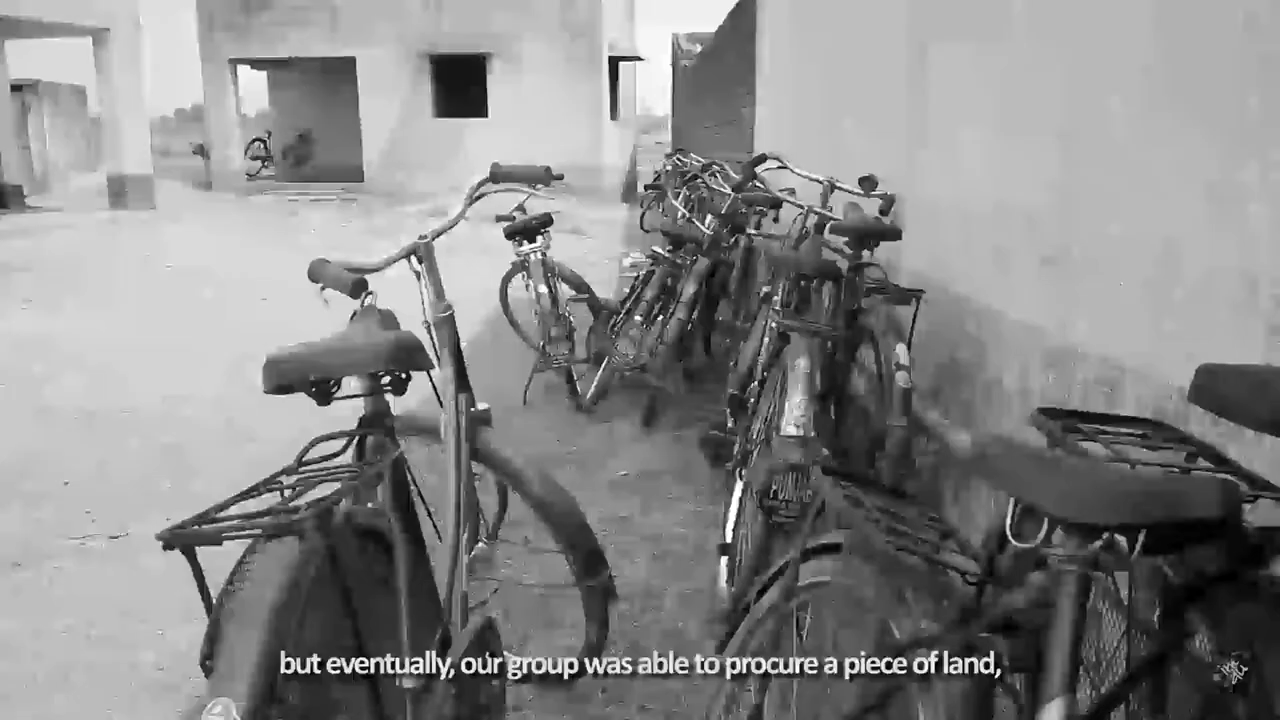 but eventually, our group was able to procure a piece of land,